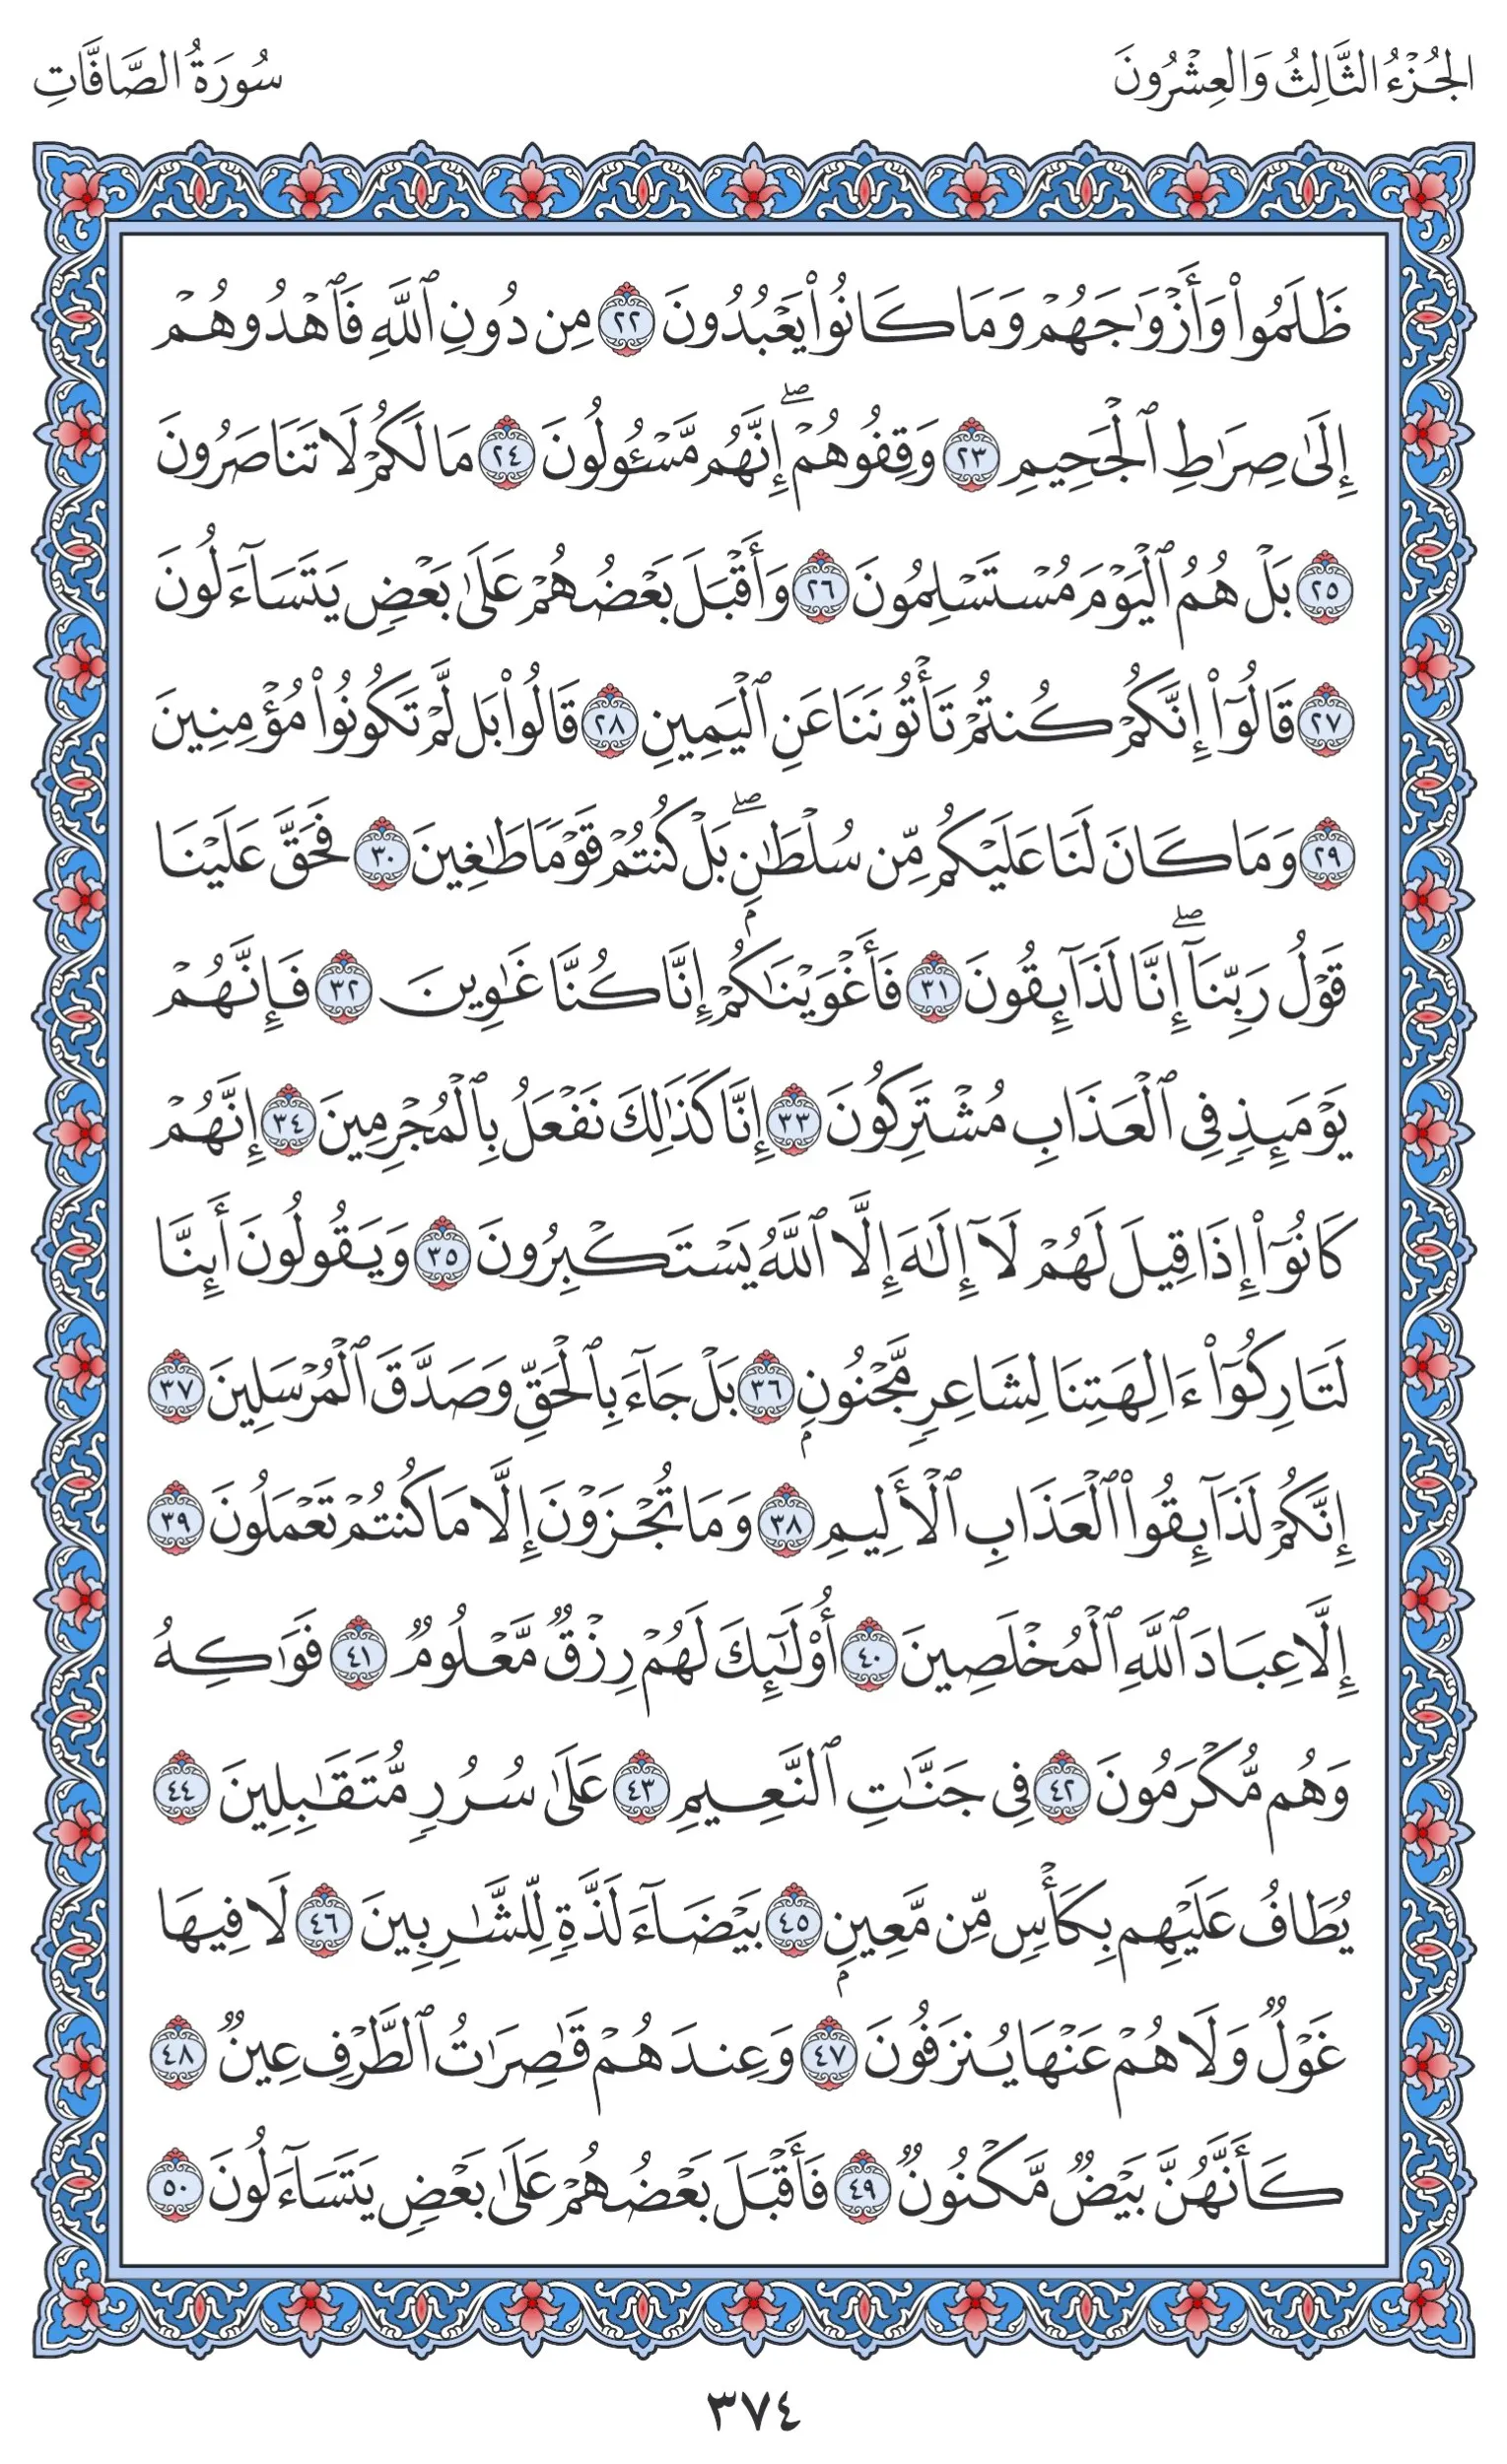 الجُزْءُ الثَّالِثُ وَالعِشْرُونَ
سُورَةُ الصَّافَّاتِ
ظَلَمُوا۟ وَأَزْوَٰجَهُمْ وَمَا كَانُوا۟ يَعْبُدُونَ ٢٢ مِن دُونِ ٱللَّهِ فَٱهْدُوهُمْ
إِلَىٰ صِرَٰطِ ٱلْجَحِيمِ ٢٣ وَقِفُوهُمْ ۖ إِنَّهُم مَّسْـُٔولُونَ ٢٤ مَا لَكُمْ لَا تَنَاصَرُونَ
٢٥ بَلْ هُمُ ٱلْيَوْمَ مُسْتَسْلِمُونَ ٢٦ وَأَقْبَلَ بَعْضُهُمْ عَلَىٰ بَعْضٍ يَتَسَآءَلُونَ
٢٧ قَالُوٓا۟ إِنَّكُمْ كُنتُمْ تَأْتُونَنَا عَنِ ٱلْيَمِينِ ٢٨ قَالُوا۟ بَل لَّمْ تَكُونُوا۟ مُؤْمِنِينَ
٢٩ وَمَا كَانَ لَنَا عَلَيْكُم مِّن سُلْطَٰنٍۭ ۖ بَلْ كُنتُمْ قَوْمًا طَٰغِينَ ٣٠ فَحَقَّ عَلَيْنَا
قَوْلُ رَبِّنَآ ۖ إِنَّا لَذَآئِقُونَ ٣١ فَأَغْوَيْنَٰكُمْ إِنَّا كُنَّا غَٰوِينَ ٣٢ فَإِنَّهُمْ
يَوْمَئِذٍ فِى ٱلْعَذَابِ مُشْتَرِكُونَ ٣٣ إِنَّا كَذَٰلِكَ نَفْعَلُ بِٱلْمُجْرِمِينَ ٣٤ إِنَّهُمْ
كَانُوٓا۟ إِذَا قِيلَ لَهُمْ لَآ إِلَٰهَ إِلَّا ٱللَّهُ يَسْتَكْبِرُونَ ٣٥ وَيَقُولُونَ أَئِنَّا
لَتَارِكُوٓا۟ ءَالِهَتِنَا لِشَاعِرٍ مَّجْنُونٍۭ ٣٦ بَلْ جَآءَ بِٱلْحَقِّ وَصَدَّقَ ٱلْمُرْسَلِينَ ٣٧
إِنَّكُمْ لَذَآئِقُوا۟ ٱلْعَذَابِ ٱلْأَلِيمِ ٣٨ وَمَا تُجْزَوْنَ إِلَّا مَا كُنتُمْ تَعْمَلُونَ ٣٩
إِلَّا عِبَادَ ٱللَّهِ ٱلْمُخْلَصِينَ ٤٠ أُو۟لَٰٓئِكَ لَهُمْ رِزْقٌ مَّعْلُومٌ ٤١ فَوَٰكِهُ
وَهُم مُّكْرَمُونَ ٤٢ فِى جَنَّٰتِ ٱلنَّعِيمِ ٤٣ عَلَىٰ سُرُرٍ مُّتَقَٰبِلِينَ ٤٤
يُطَافُ عَلَيْهِم بِكَأْسٍ مِّن مَّعِينٍۭ ٤٥ بَيْضَآءَ لَذَّةٍ لِّلشَّٰرِبِينَ ٤٦ لَا فِيهَا
غَوْلٌ وَلَا هُمْ عَنْهَا يُنزَفُونَ ٤٧ وَعِندَهُمْ قَٰصِرَٰتُ ٱلطَّرْفِ عِينٌ ٤٨
كَأَنَّهُنَّ بَيْضٌ مَّكْنُونٌ ٤٩ فَأَقْبَلَ بَعْضُهُمْ عَلَىٰ بَعْضٍ يَتَسَآءَلُونَ ٥٠
٣٧٤